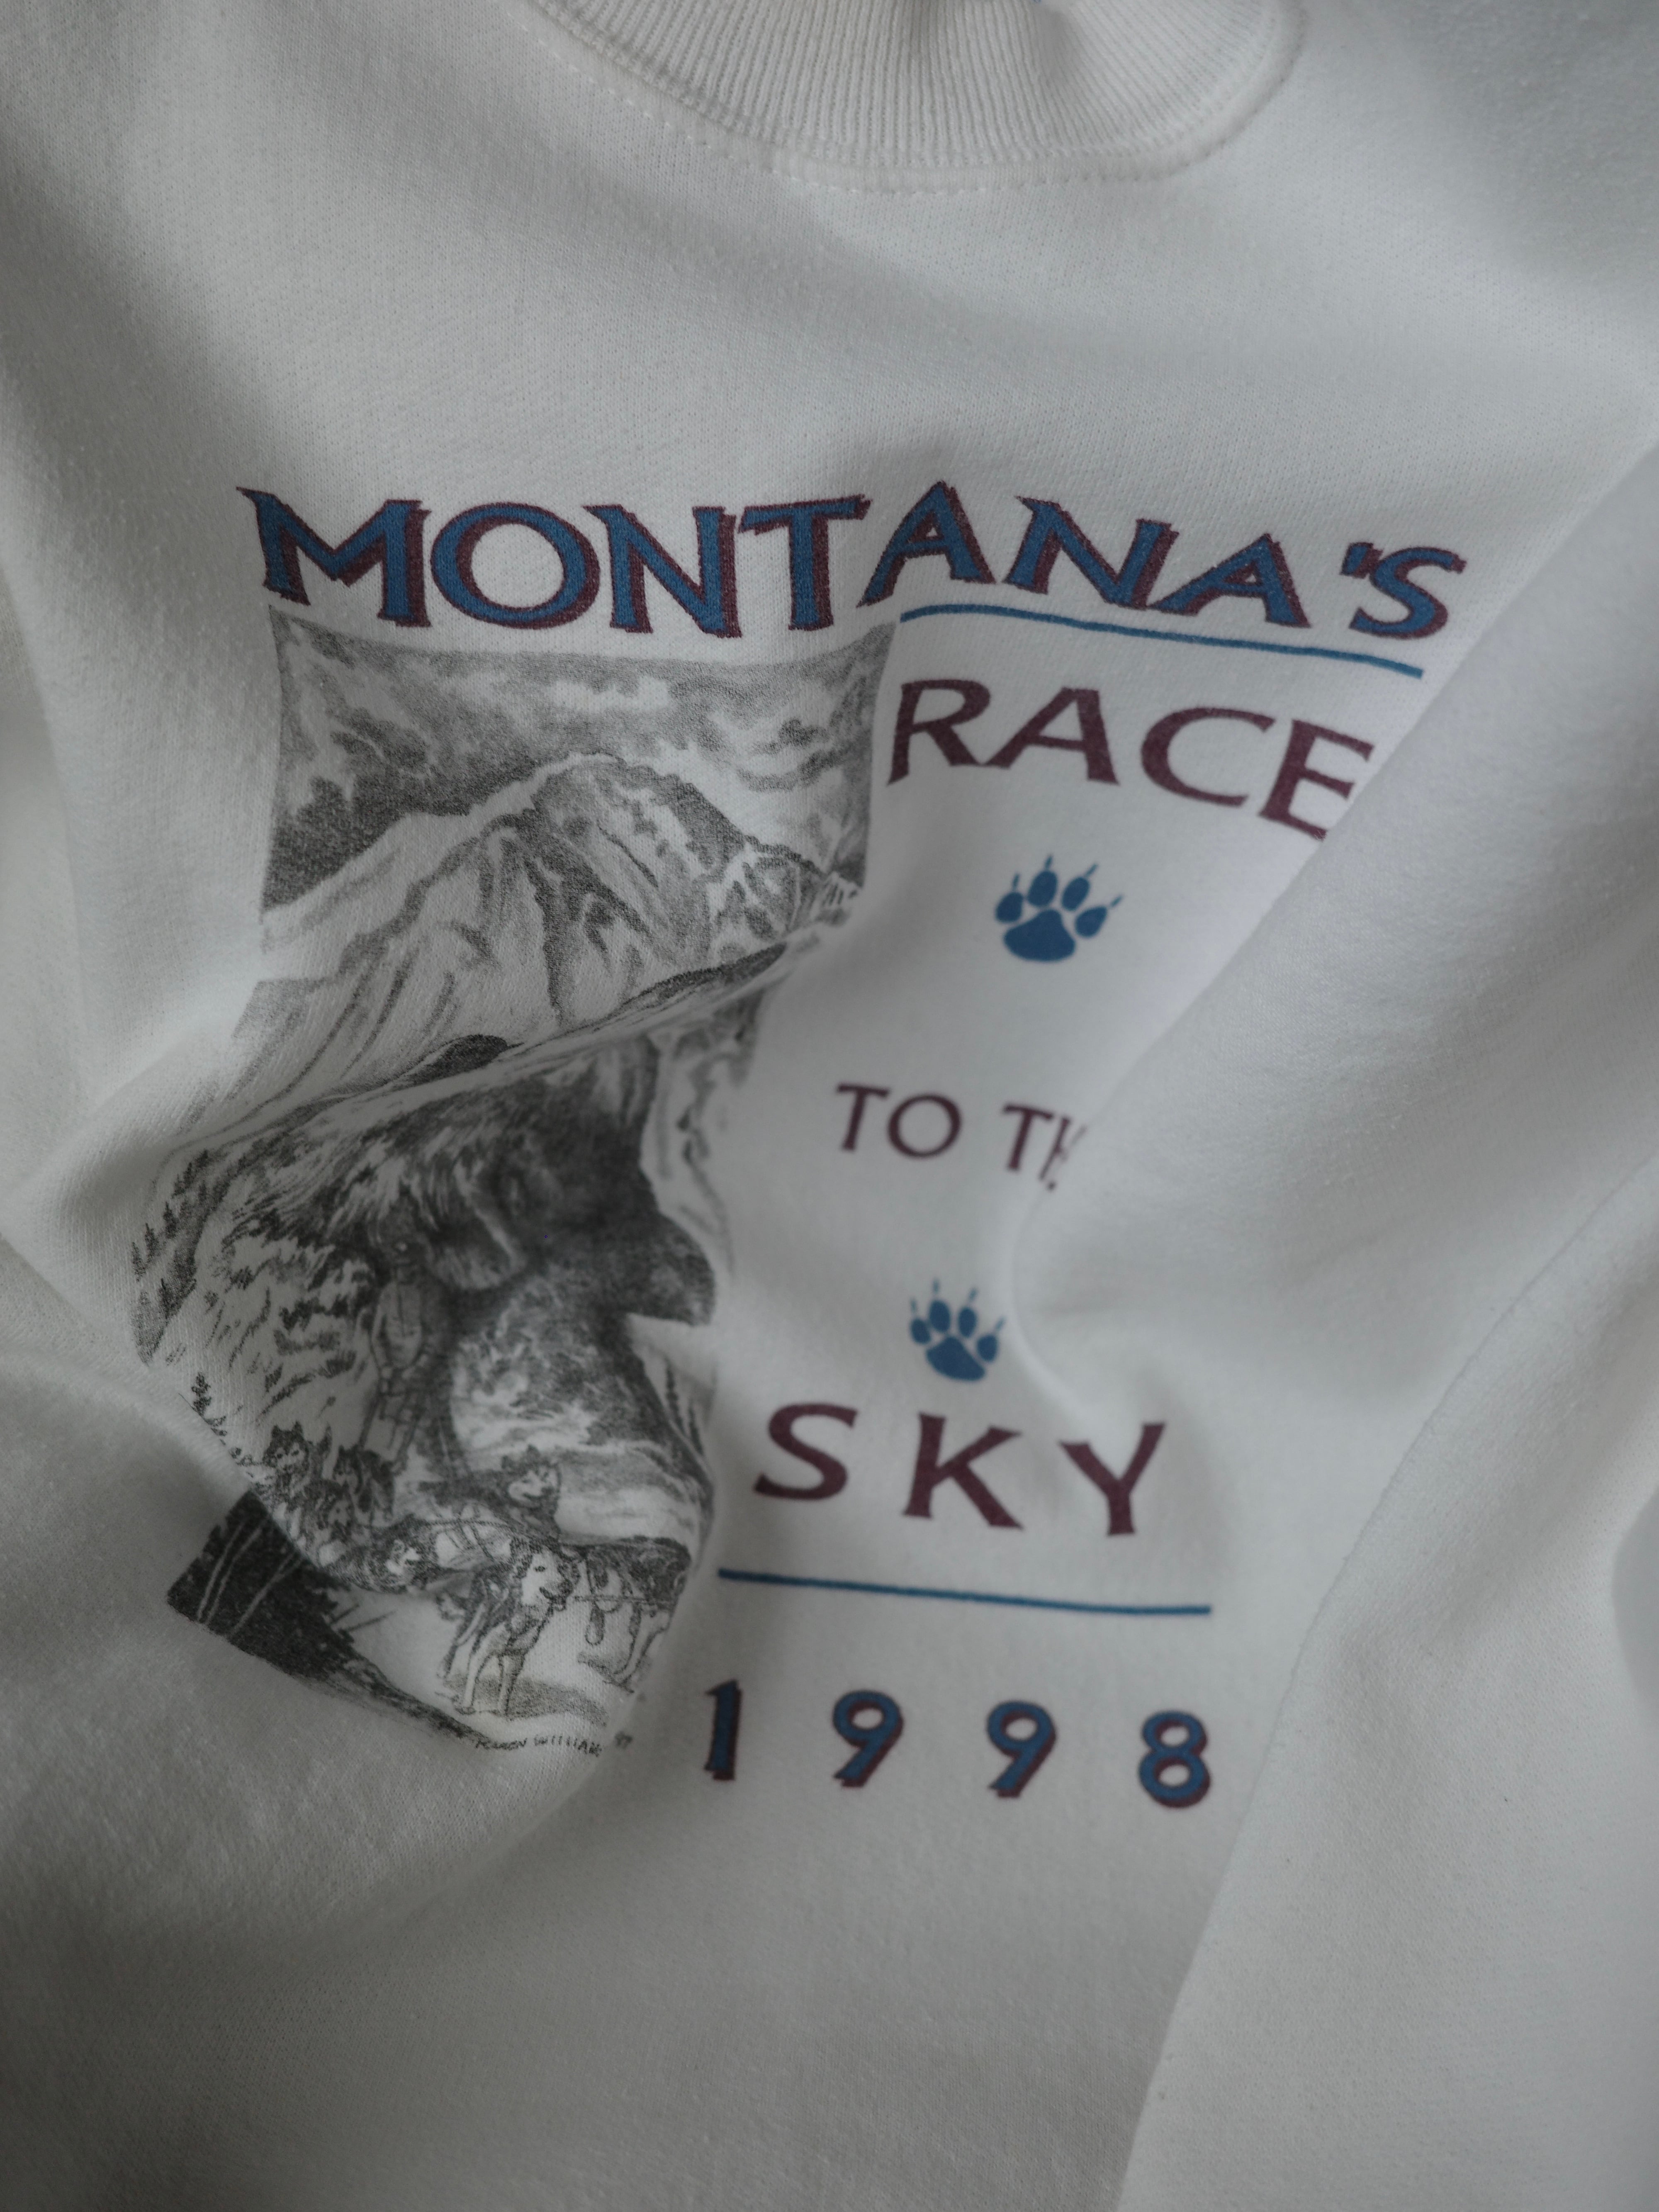 MONTANA'S
RACE
TO TH
SKY
1998